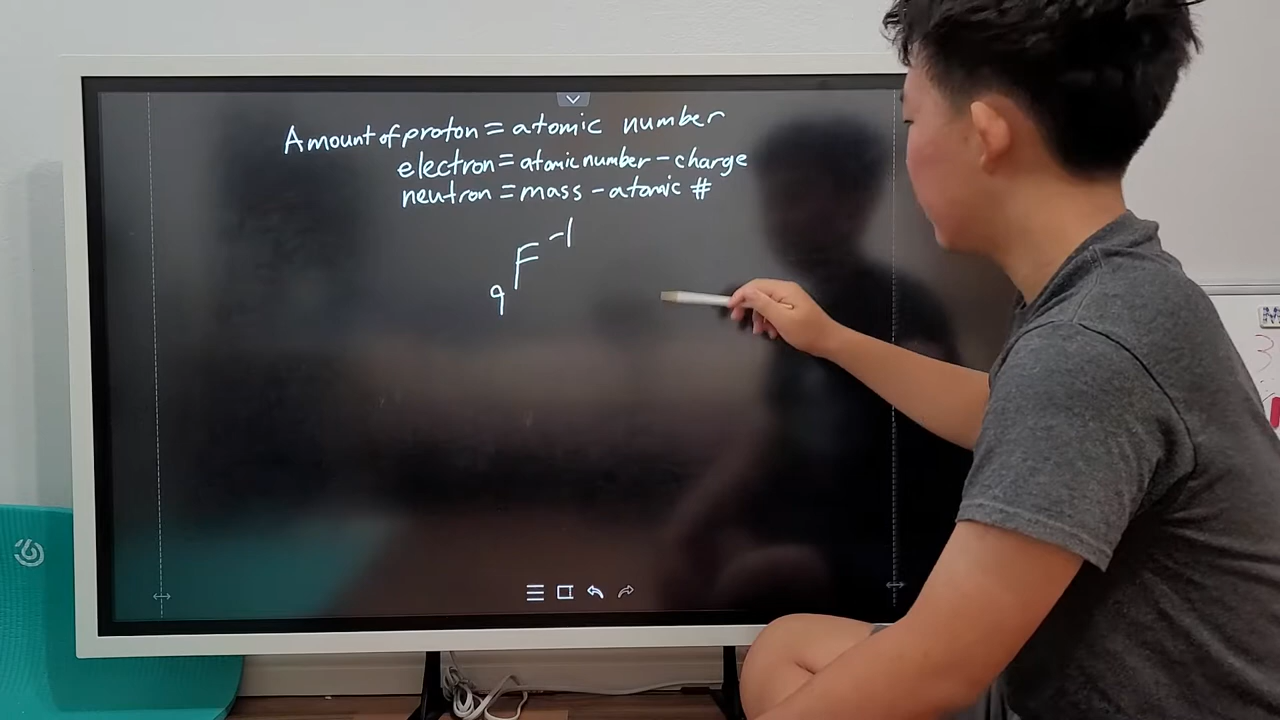 Amount of proton = atomic number
electron = atomic number - charge
neutron = mass - atomic #
F -1
9